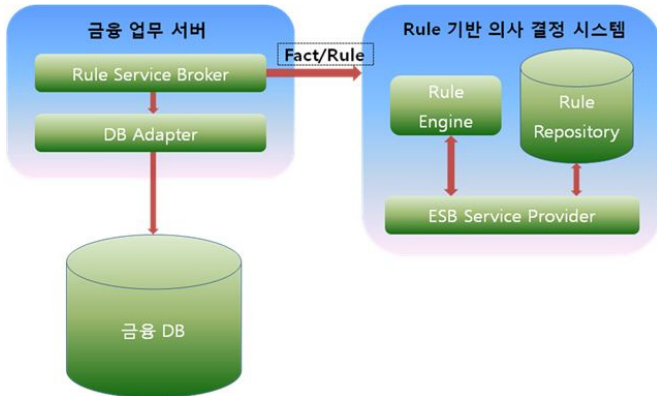 금융 업무 서버
Rule Service Broker
DB Adapter
금융 DB
Fact/Rule
Rule 기반 의사 결정 시스템
Rule
Engine
Rule
Repository
ESB Service Provider